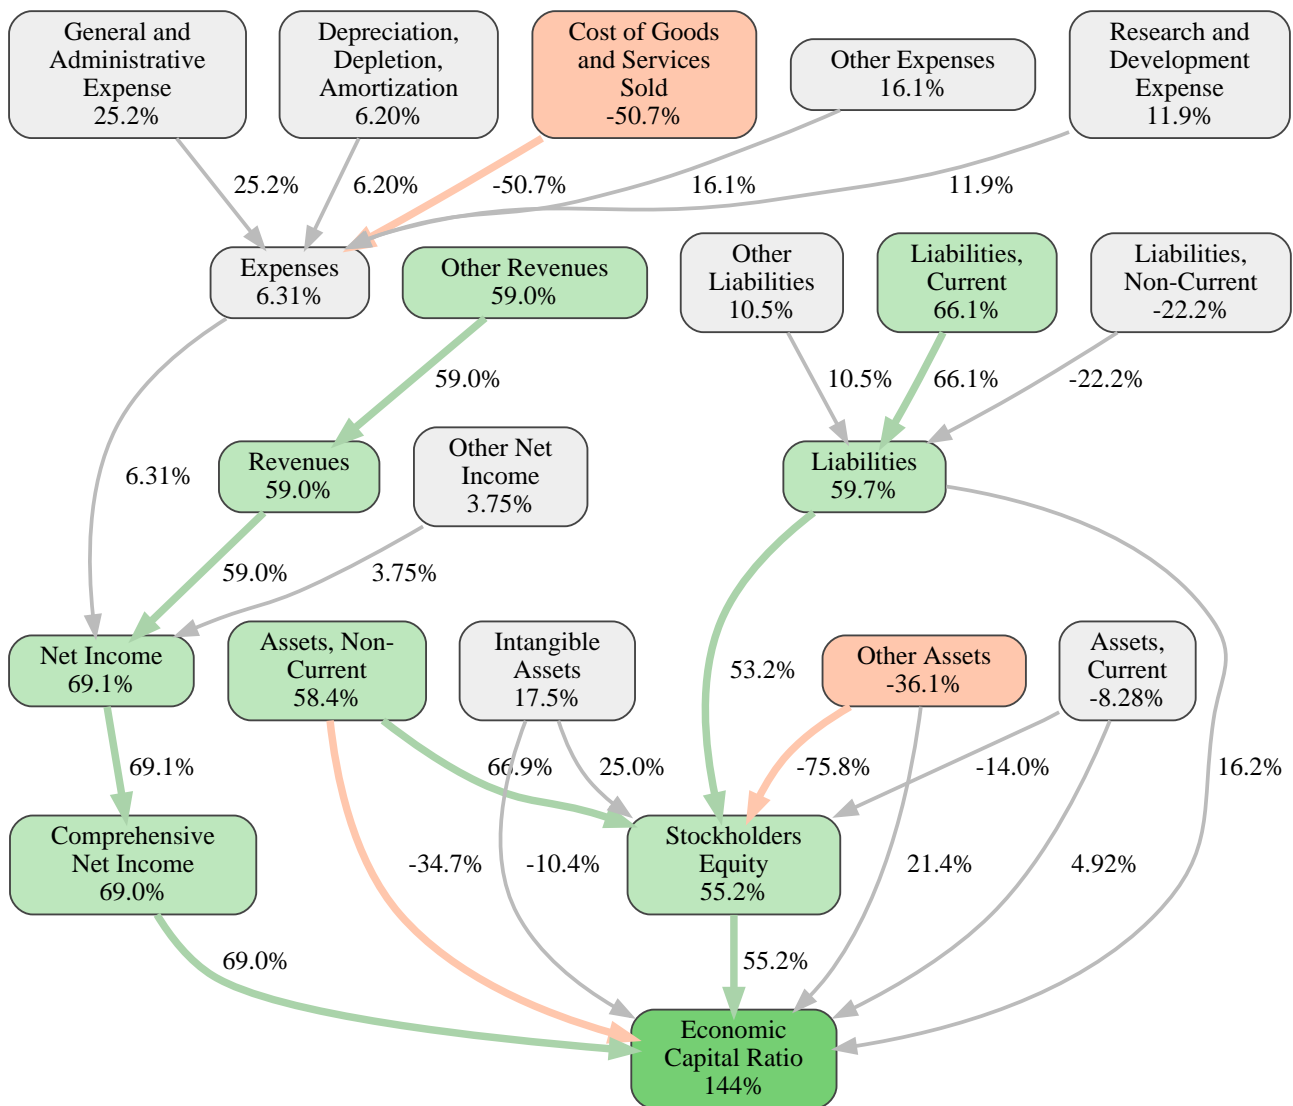 General and
Administrative
Expense
25.2%
Depreciation,
Depletion,
Amortization
6.20%
Cost of Goods
and Services
Sold
-50.7%
Other Expenses
16.1%
Research and
Development
Expense
11.9%
25.2%
6.20%
-50.7%
16.1%
11.9%
Expenses
6.31%
Other Revenues
59.0%
Other
Liabilities
10.5%
Liabilities,
Current
66.1%
Liabilities,
Non-Current
-22.2%
59.0%
10.5%
66.1%
-22.2%
6.31%
Revenues
59.0%
Other Net
Income
3.75%
Liabilities
59.7%
59.0%
3.75%
Net Income
69.1%
Assets, Non-
Current
58.4%
Intangible
Assets
17.5%
53.2%
Other Assets
-36.1%
Assets,
Current
-8.28%
69.1%
66.9%
25.0%
-75.8%
-14.0%
16.2%
Comprehensive
Net Income
69.0%
-34.7%
-10.4%
Stockholders
Equity
55.2%
21.4%
4.92%
69.0%
55.2%
Economic
Capital Ratio
144%